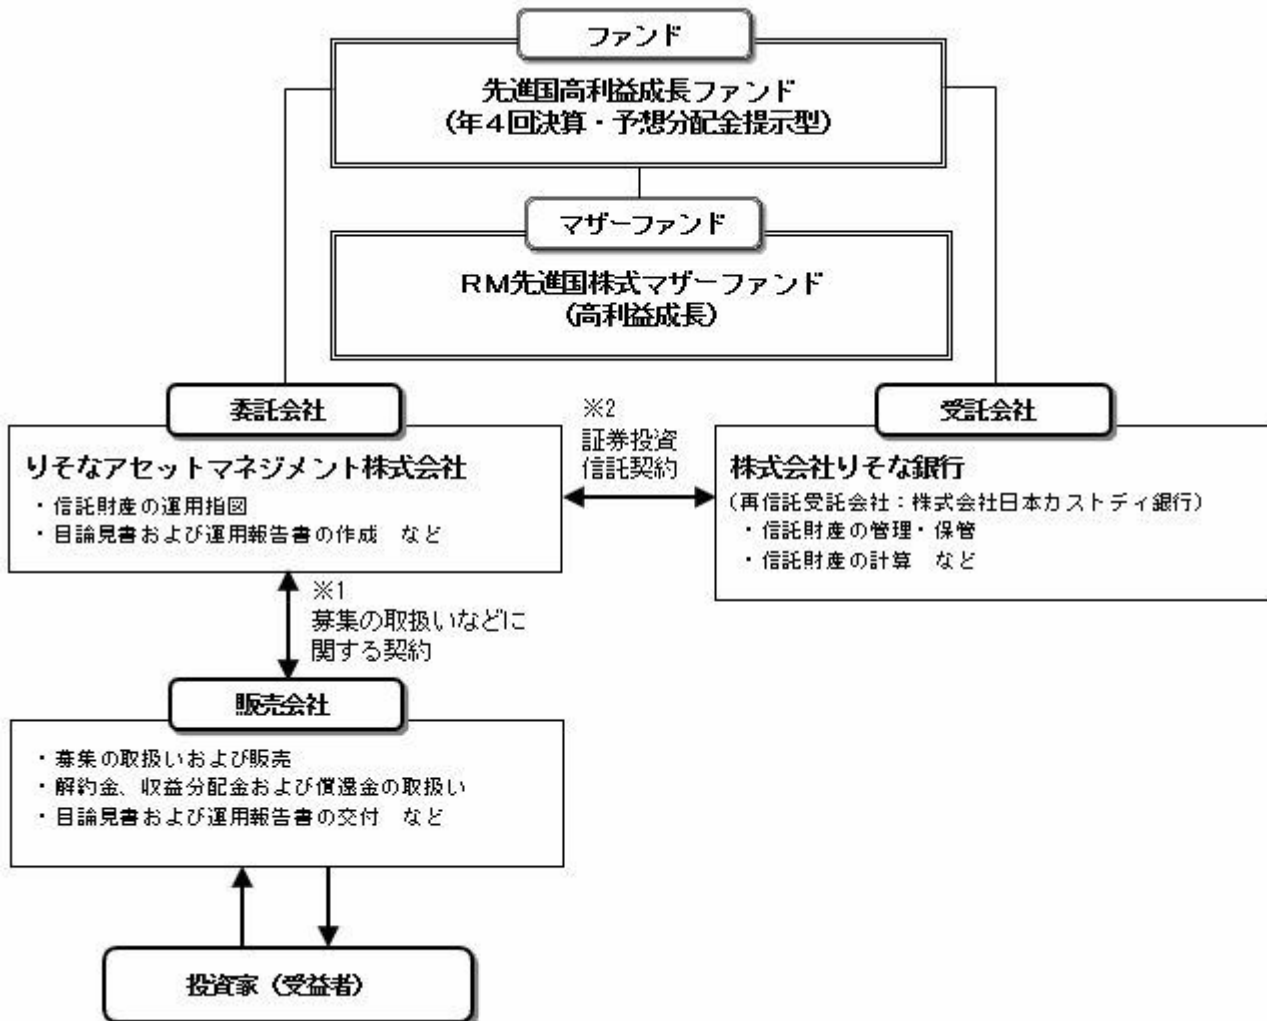 ファンド
先進国高利益成長ファンド
(年4回決算・予想分配金提示型)
マザーファンド
RM先進国株式マザーファンド
(高利益成長)
委託会社
りそなアセットマネジメント株式会社
・信託財産の運用指図
・目論見書および運用報告書の作成 など
※2
証券投資
信託契約
受託会社
株式会社りそな銀行
(再信託受託会社:株式会社日本カストディ銀行)
・信託財産の管理・保管
・信託財産の計算 など
※1
募集の取扱いなどに
関する契約
販売会社
・募集の取扱いおよび販売
・解約金、収益分配金および償還金の取扱い
・目論見書および運用報告書の交付 など
投資家(受益者)